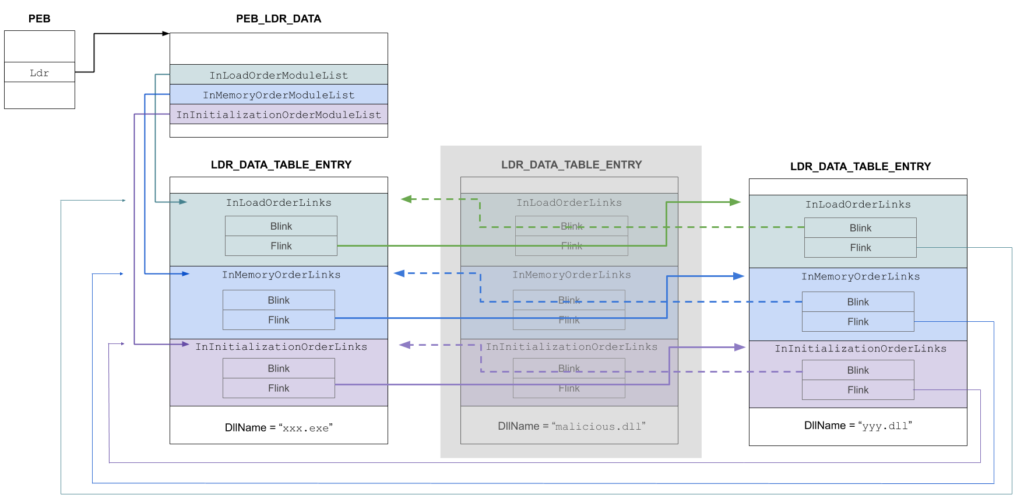 PEB
PEB_LDR_DATA
Ldr
InLoadOrderModuleList
InMemoryOrderModuleList
InInitializationOrderModuleList
LDR_DATA_TABLE_ENTRY
InLoadOrderLinks
Blink
Flink
InMemoryOrderLinks
Blink
Flink
InInitializationOrderLinks
Blink
Flink
DllName = “xxx.exe”
LDR_DATA_TABLE_ENTRY
InLoadOrderLinks
Blink
Flink
InMemoryOrderLinks
Blink
Flink
InInitializationOrderLinks
Blink
Flink
DllName = “malicious.dll”
LDR_DATA_TABLE_ENTRY
InLoadOrderLinks
Blink
Flink
InMemoryOrderLinks
Blink
Flink
InInitializationOrderLinks
Blink
Flink
DllName = “yyy.dll”